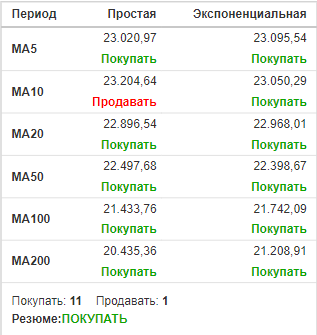 Период Простая Экспоненциальная
MA5 23.020,97 23.095,54
Покупать Покупать
MA10 23.204,64 23.050,29
Продавать Покупать
MA20 22.896,54 22.968,01
Покупать Покупать
MA50 22.497,68 22.398,67
Покупать Покупать
MA100 21.433,76 21.742,09
Покупать Покупать
MA200 20.435,36 21.208,91
Покупать Покупать
Покупать: 11 Продавать: 1
Резюме:ПОКУПАТЬ